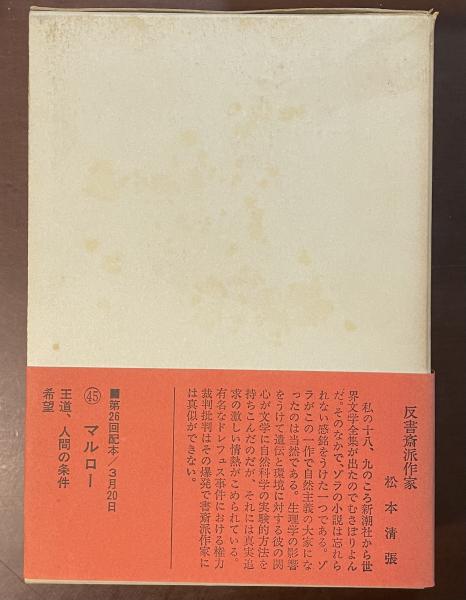 反書斎派作家
松本清張
私の十八、九のころ新潮社から世
界文学全集が出たのでむさぼりよん
だ。そのなかで、ゾラの小説は忘れら
れない感銘をうけた一つである。ゾ
ラがこの一作で自然主義の大家にな
ったのは当然である。生理学の影響
をうけて遺伝と環境に対する彼の関
心が文学に自然科学の実験的方法を
持ちこんだのだが、それには真実追
求の激しい情熱がこめられている。
有名なドレフュス事件における権力
裁判批判はその爆発で書斎派作家に
は真似ができない。
■第26回配本/3月20日
㊺マルロー
王道、人間の条件
希望